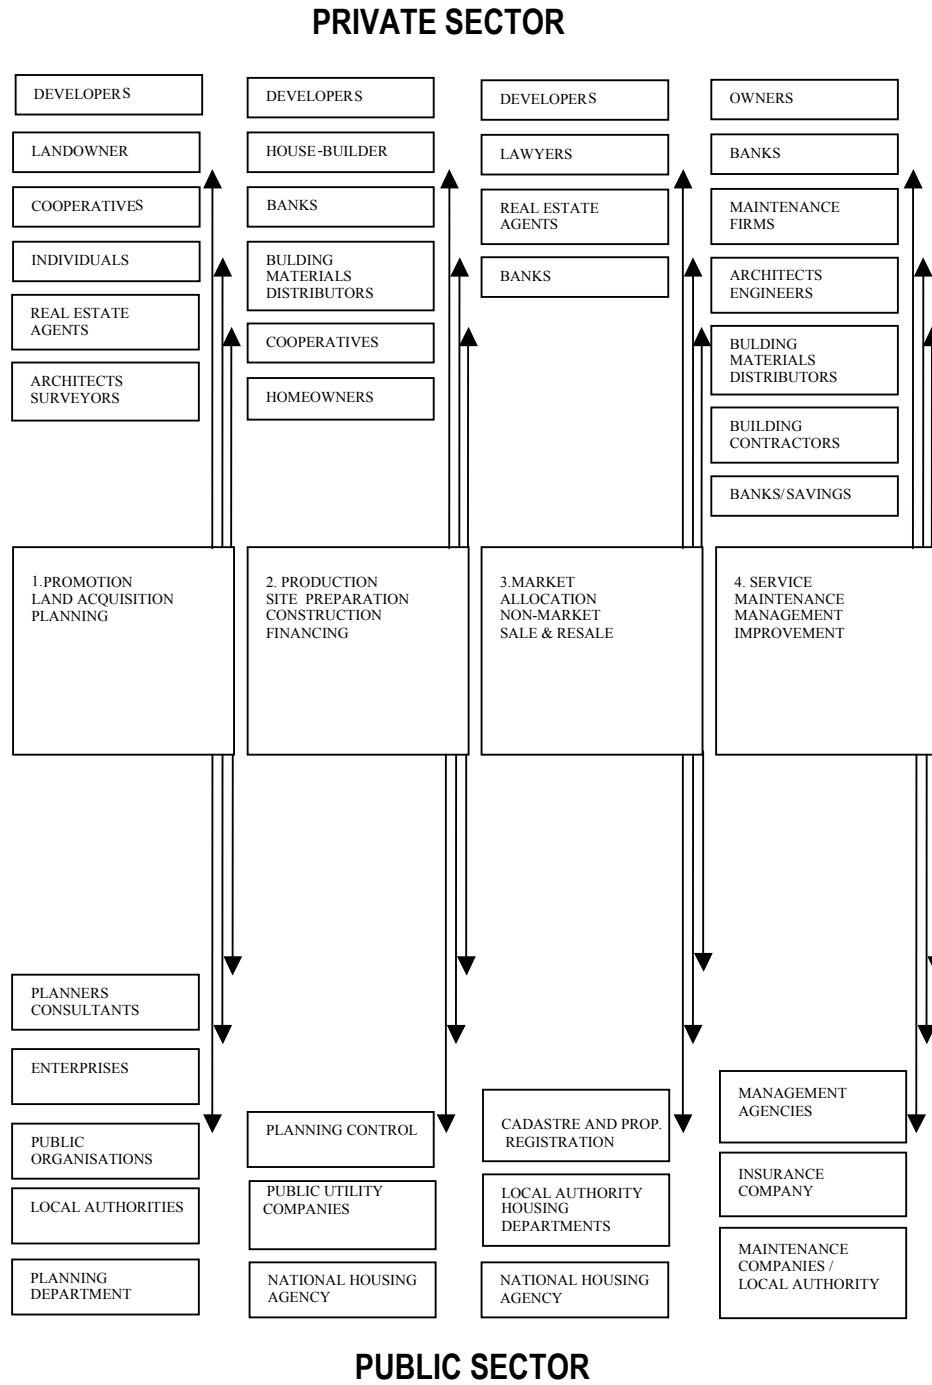 PRIVATE SECTOR
DEVELOPERS
LANDOWNER
COOPERATIVES
INDIVIDUALS
REAL ESTATE
AGENTS
ARCHITECTS
SURVEYORS
DEVELOPERS
HOUSE-BUILDER
BANKS
BULDING
MATERIALS
DISTRIBUTORS
COOPERATIVES
HOMEOWNERS
DEVELOPERS
LAWYERS
REAL ESTATE
AGENTS
BANKS
OWNERS
BANKS
MAINTENANCE
FIRMS
ARCHITECTS
ENGINEERS
BULDING
MATERIALS
DISTRIBUTORS
BUILDING
CONTRACTORS
BANKS/SAVINGS
1.PROMOTION
LAND ACQUISITION
PLANNING
2. PRODUCTION
SITE PREPARATION
CONSTRUCTION
FINANCING
3.MARKET
ALLOCATION
NON-MARKET
SALE & RESALE
4. SERVICE
MAINTENANCE
MANAGEMENT
IMPROVEMENT
PLANNERS
CONSULTANTS
ENTERPRISES
PUBLIC
ORGANISATIONS
LOCAL AUTHORITIES
PLANNING
DEPARTMENT
PLANNING CONTROL
PUBLIC UTILITY
COMPANIES
NATIONAL HOUSING
AGENCY
CADASTRE AND PROP.
REGISTRATION
LOCAL AUTHORITY
HOUSING
DEPARTMENTS
NATIONAL HOUSING
AGENCY
MANAGEMENT
AGENCIES
INSURANCE
COMPANY
MAINTENANCE
COMPANIES /
LOCAL AUTHORITY
PUBLIC SECTOR